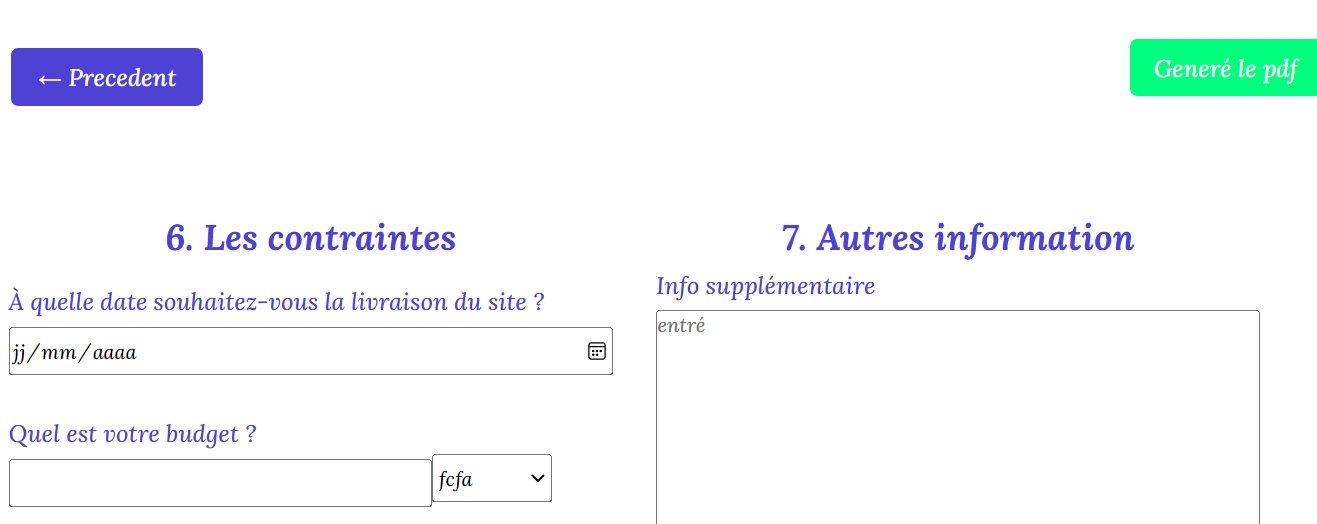 ← Precedent
Generé le pdf
6. Les contraintes
À quelle date souhaitez-vous la livraison du site ?
jj/mm/aaaa
Quel est votre budget ?
fcfa
7. Autres information
Info supplémentaire
entré